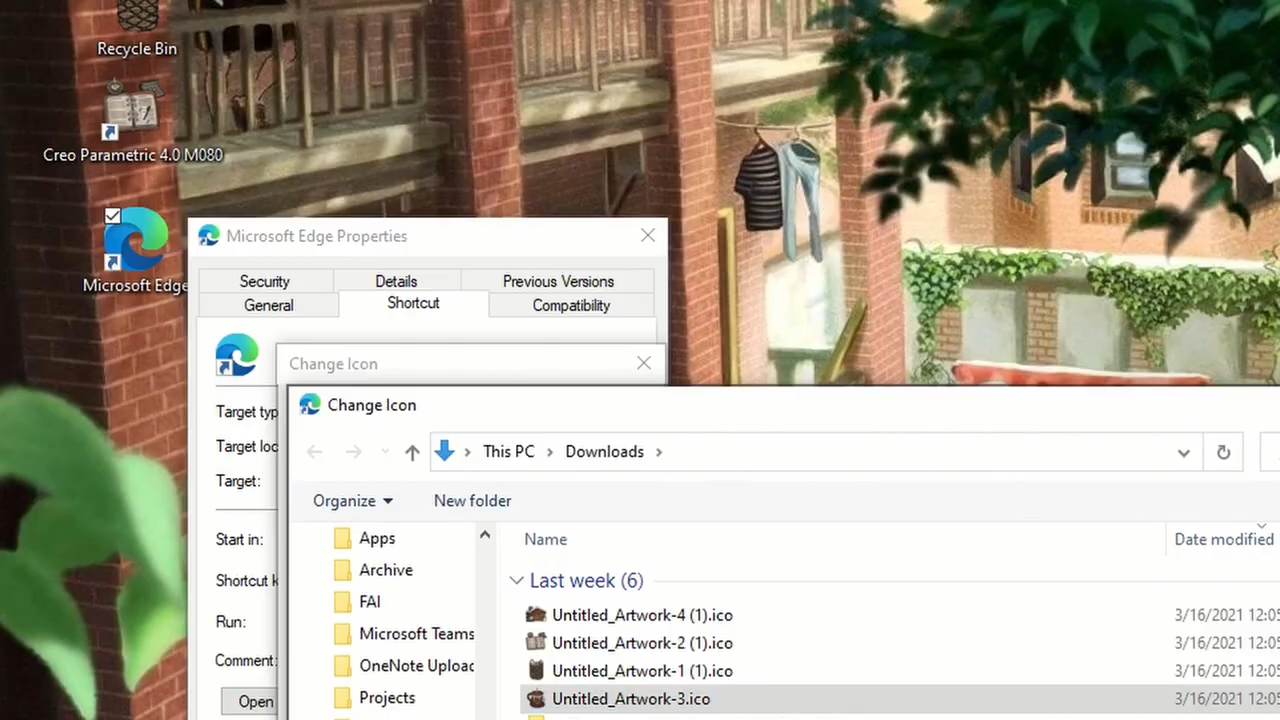 Recycle Bin
Creo Parametric 4.0 M080
Microsoft Edge
Microsoft Edge Properties
Security Details Previous Versions
General Shortcut Compatibility
Change Icon
Target typ
Target loc
Target:
Start in:
Shortcut k
Run:
Comment:
Open
Change Icon
This PC Downloads
Organize New folder
Apps
Archive
FAI
Microsoft Teams
OneNote Uploac
Projects
Name Date modified
Last week (6)
Untitled_Artwork-4 (1).ico 3/16/2021 12:05
Untitled_Artwork-2 (1).ico 3/16/2021 12:05
Untitled_Artwork-1 (1).ico 3/16/2021 12:05
Untitled_Artwork-3.ico 3/16/2021 12:05